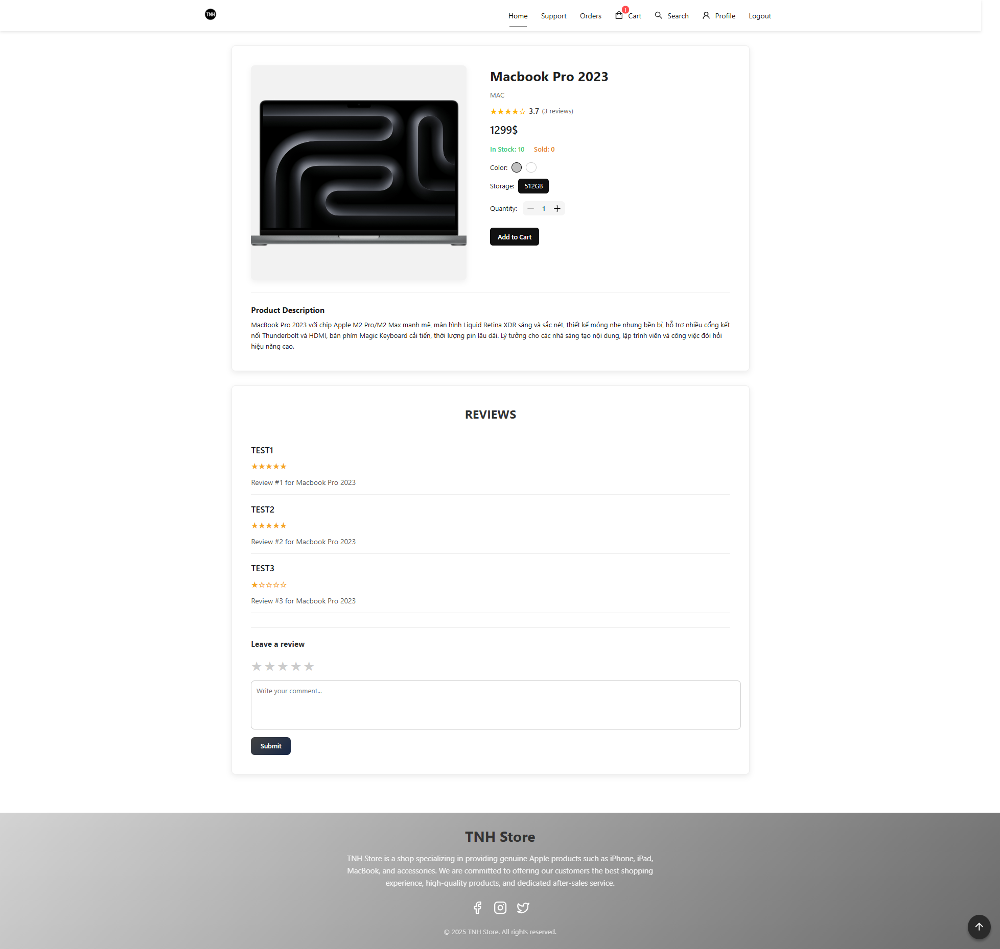 TNH
Home
Support
Orders
1
Cart
Search
Profile
Logout
Macbook Pro 2023
MAC
★★★★☆ 3.7 (3 reviews)
1299$
In Stock: 10 Sold: 0
Color:
Storage: 512GB
Quantity: — 1 +
Add to Cart
Product Description
MacBook Pro 2023 với chip Apple M2 Pro/M2 Max mạnh mẽ, màn hình Liquid Retina XDR sáng và sắc nét, thiết kế mỏng nhẹ nhưng bền bỉ, hỗ trợ nhiều cổng kết
nối Thunderbolt và HDMI, bàn phím Magic Keyboard cải tiến, thời lượng pin lâu dài. Lý tưởng cho các nhà sáng tạo nội dung, lập trình viên và công việc đòi hỏi
hiệu năng cao.
REVIEWS
TEST1
★★★★★
Review #1 for Macbook Pro 2023
TEST2
★★★★★
Review #2 for Macbook Pro 2023
TEST3
★☆☆☆☆
Review #3 for Macbook Pro 2023
Leave a review
★★★★★
Write your comment...
Submit
TNH Store
TNH Store is a shop specializing in providing genuine Apple products such as iPhone, iPad,
MacBook, and accessories. We are committed to offering our customers the best shopping
experience, high-quality products, and dedicated after-sales service.
© 2025 TNH Store. All rights reserved.